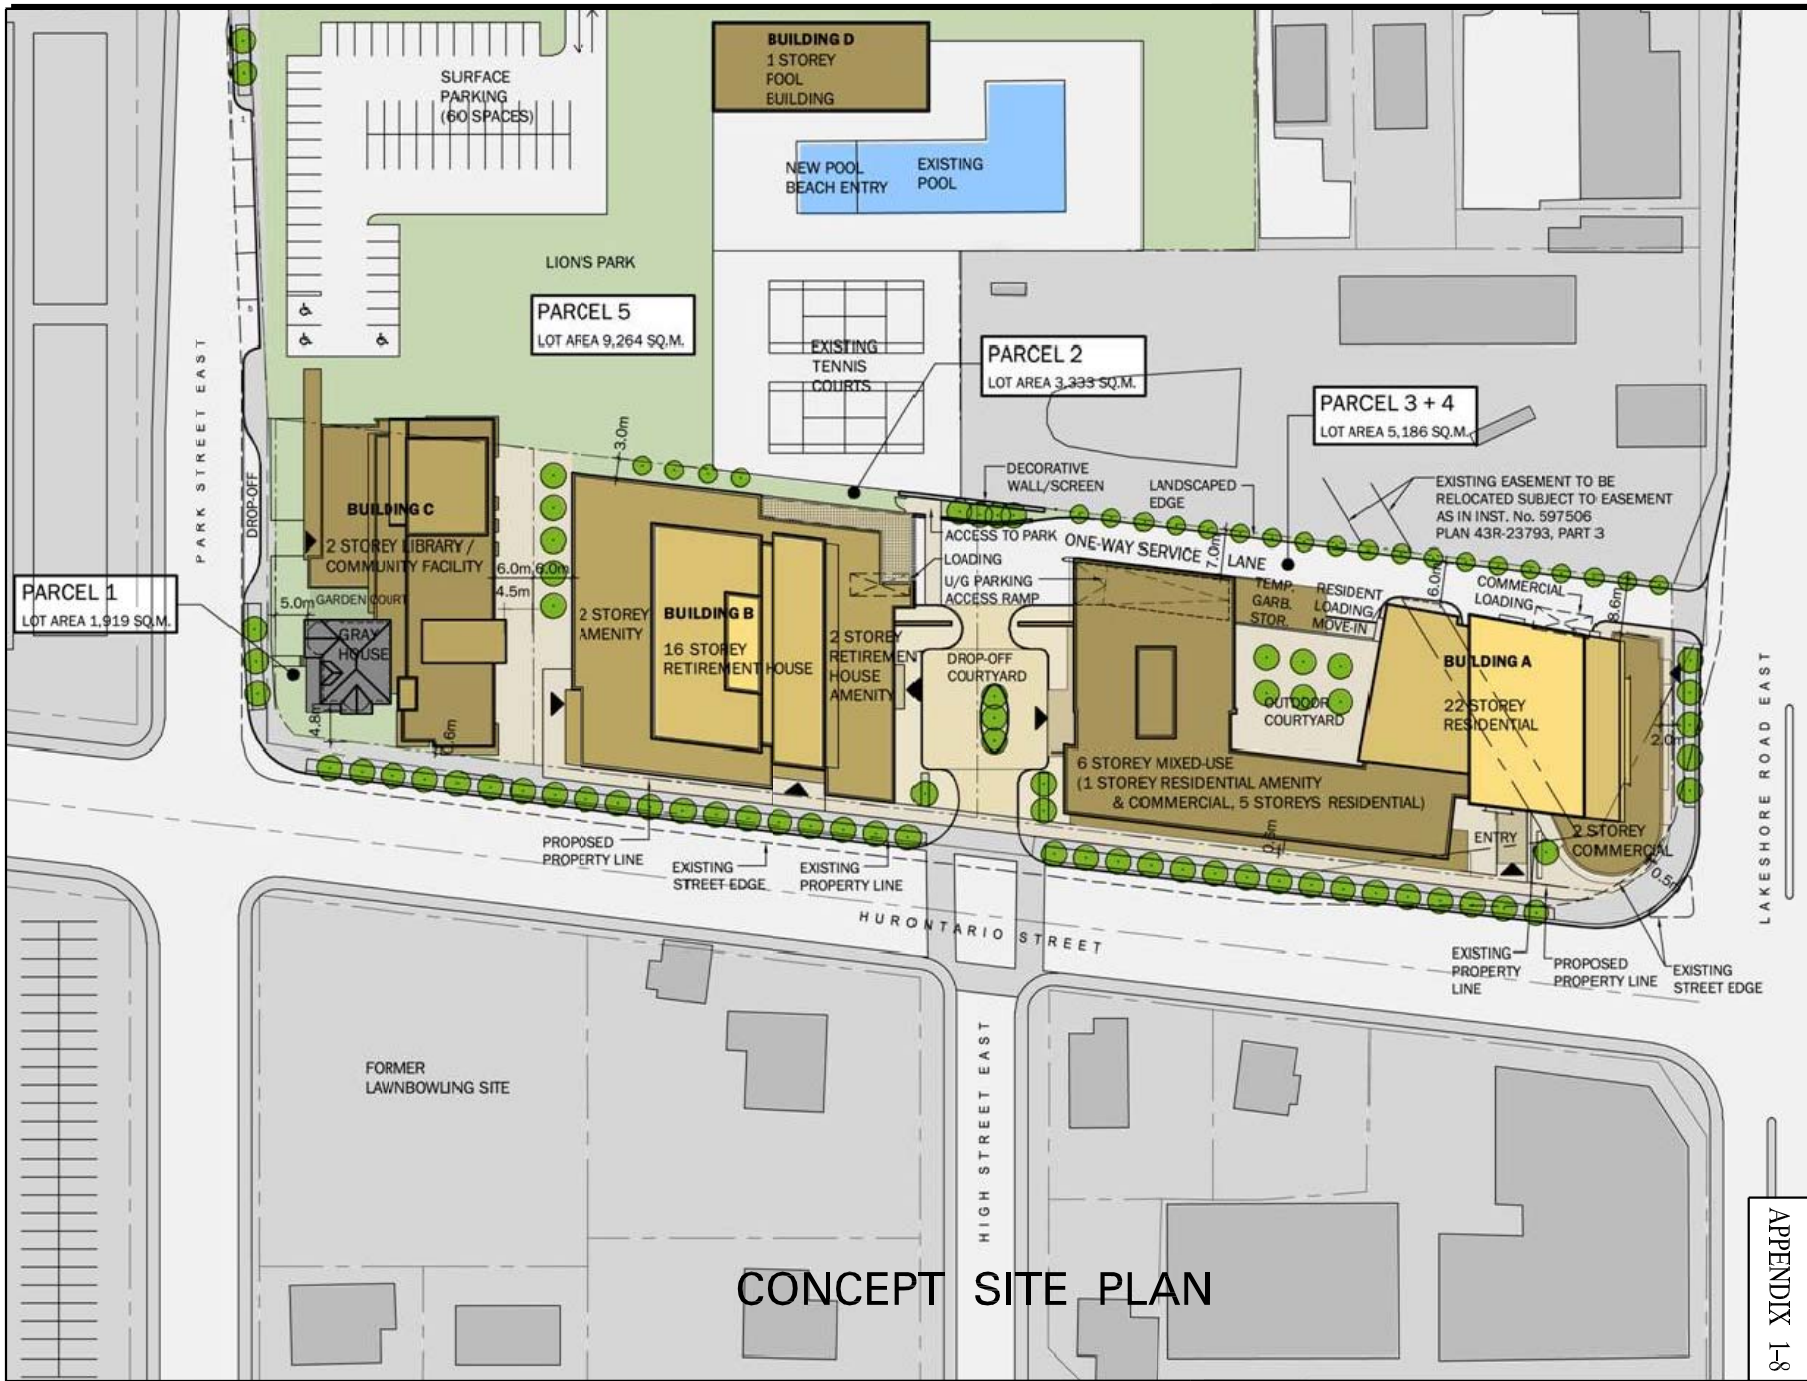 BUILDING D
1 STOREY
POOL
BUILDING
SURFACE
PARKING
(60 SPACES)
NEW POOL
BEACH ENTRY
EXISTING
POOL
LION'S PARK
PARCEL 5
LOT AREA 9,264 SQ.M.
EXISTING
TENNIS
COURTS
PARCEL 2
LOT AREA 3,333 SQ.M.
PARCEL 3 + 4
LOT AREA 5,186 SQ.M.
PARK STREET EAST
DROP-OFF
3.0m
DECORATIVE
WALL/SCREEN
LANDSCAPED
EDGE
EXISTING EASEMENT TO BE
RELOCATED SUBJECT TO EASEMENT
AS IN INST. No. 597506
PLAN 43R-23793, PART 3
BUILDING C
2 STOREY LIBRARY /
COMMUNITY FACILITY
ACCESS TO PARK
LOADING
U/G PARKING
ACCESS RAMP
ONE-WAY SERVICE LANE
7.0m
6.0m
8.6m
PARCEL 1
LOT AREA 1,919 SQ.M.
6.0m
6.0m
4.5m
5.0m
GARDEN COURT
GRAY
HOUSE
4.8m
2 STOREY
AMENITY
BUILDING B
16 STOREY
RETIREMENT HOUSE
2 STOREY
RETIREMENT
HOUSE
AMENITY
DROP-OFF
COURTYARD
TEMP.
GARB.
STOR.
RESIDENT
LOADING/
MOVE-IN
COMMERCIAL
LOADING
OUTDOOR
COURTYARD
BUILDING A
22 STOREY
RESIDENTIAL
2.0m
6 STOREY MIXED-USE
(1 STOREY RESIDENTIAL AMENITY
& COMMERCIAL, 5 STOREYS RESIDENTIAL)
ENTRY
2 STOREY
COMMERCIAL
0.5m
LAKESHORE ROAD EAST
PROPOSED
PROPERTY LINE
EXISTING
STREET EDGE
EXISTING
PROPERTY LINE
HURONTARIO STREET
EXISTING
PROPERTY
LINE
PROPOSED
PROPERTY LINE
EXISTING
STREET EDGE
FORMER
LAWNBOWLING SITE
HIGH STREET EAST
CONCEPT SITE PLAN
APPENDIX 1-8